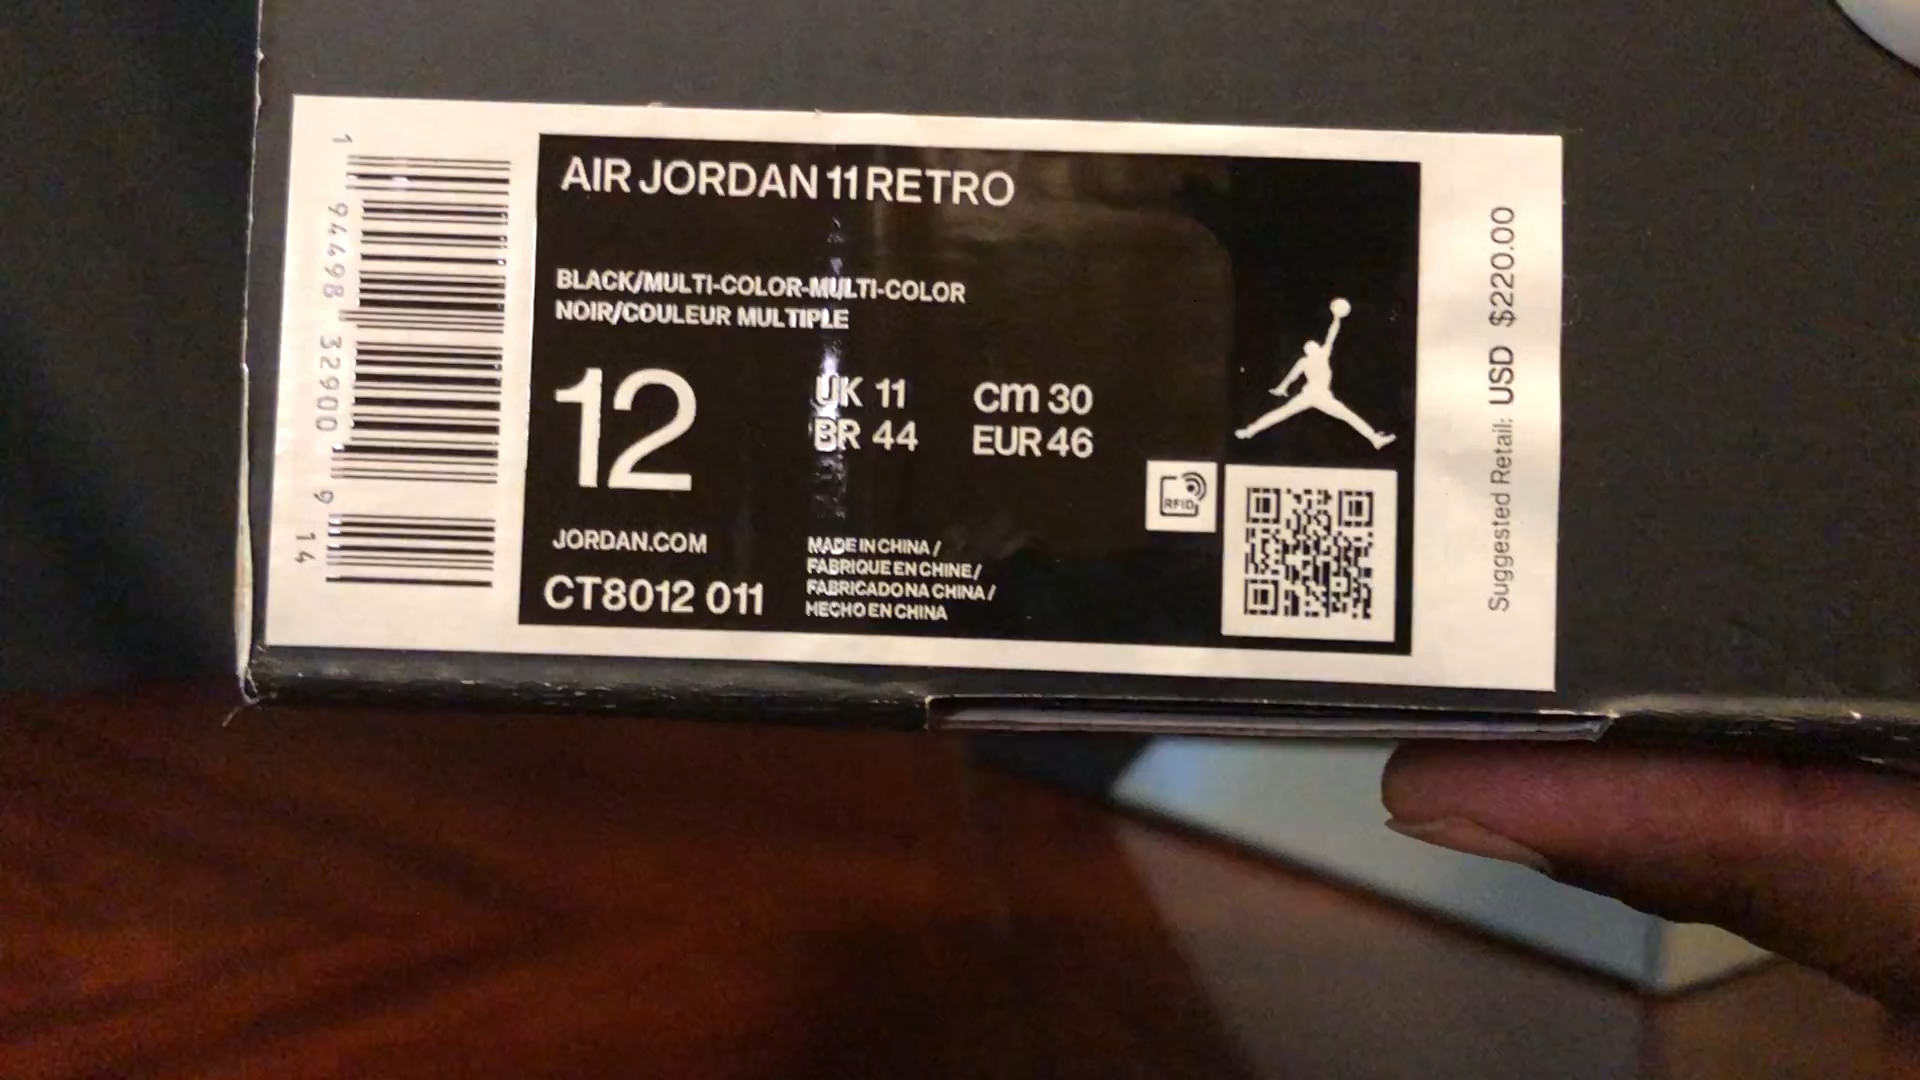 1 94498 32900 9 14
AIR JORDAN 11 RETRO
BLACK/MULTI-COLOR-MULTI-COLOR
NOIR/COULEUR MULTIPLE
12
UK 11
BR 44
cm 30
EUR 46
JORDAN.COM
CT8012 011
MADE IN CHINA /
FABRIQUE EN CHINE /
FABRICADO NA CHINA /
HECHO EN CHINA
RFID
Suggested Retail: USD $220.00